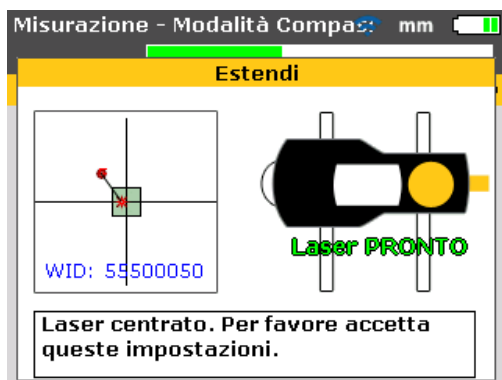 Misurazione - Modalità Compas mm
Estendi
WID: 55500050
Laser PRONTO
Laser centrato. Per favore accetta
queste impostazioni.